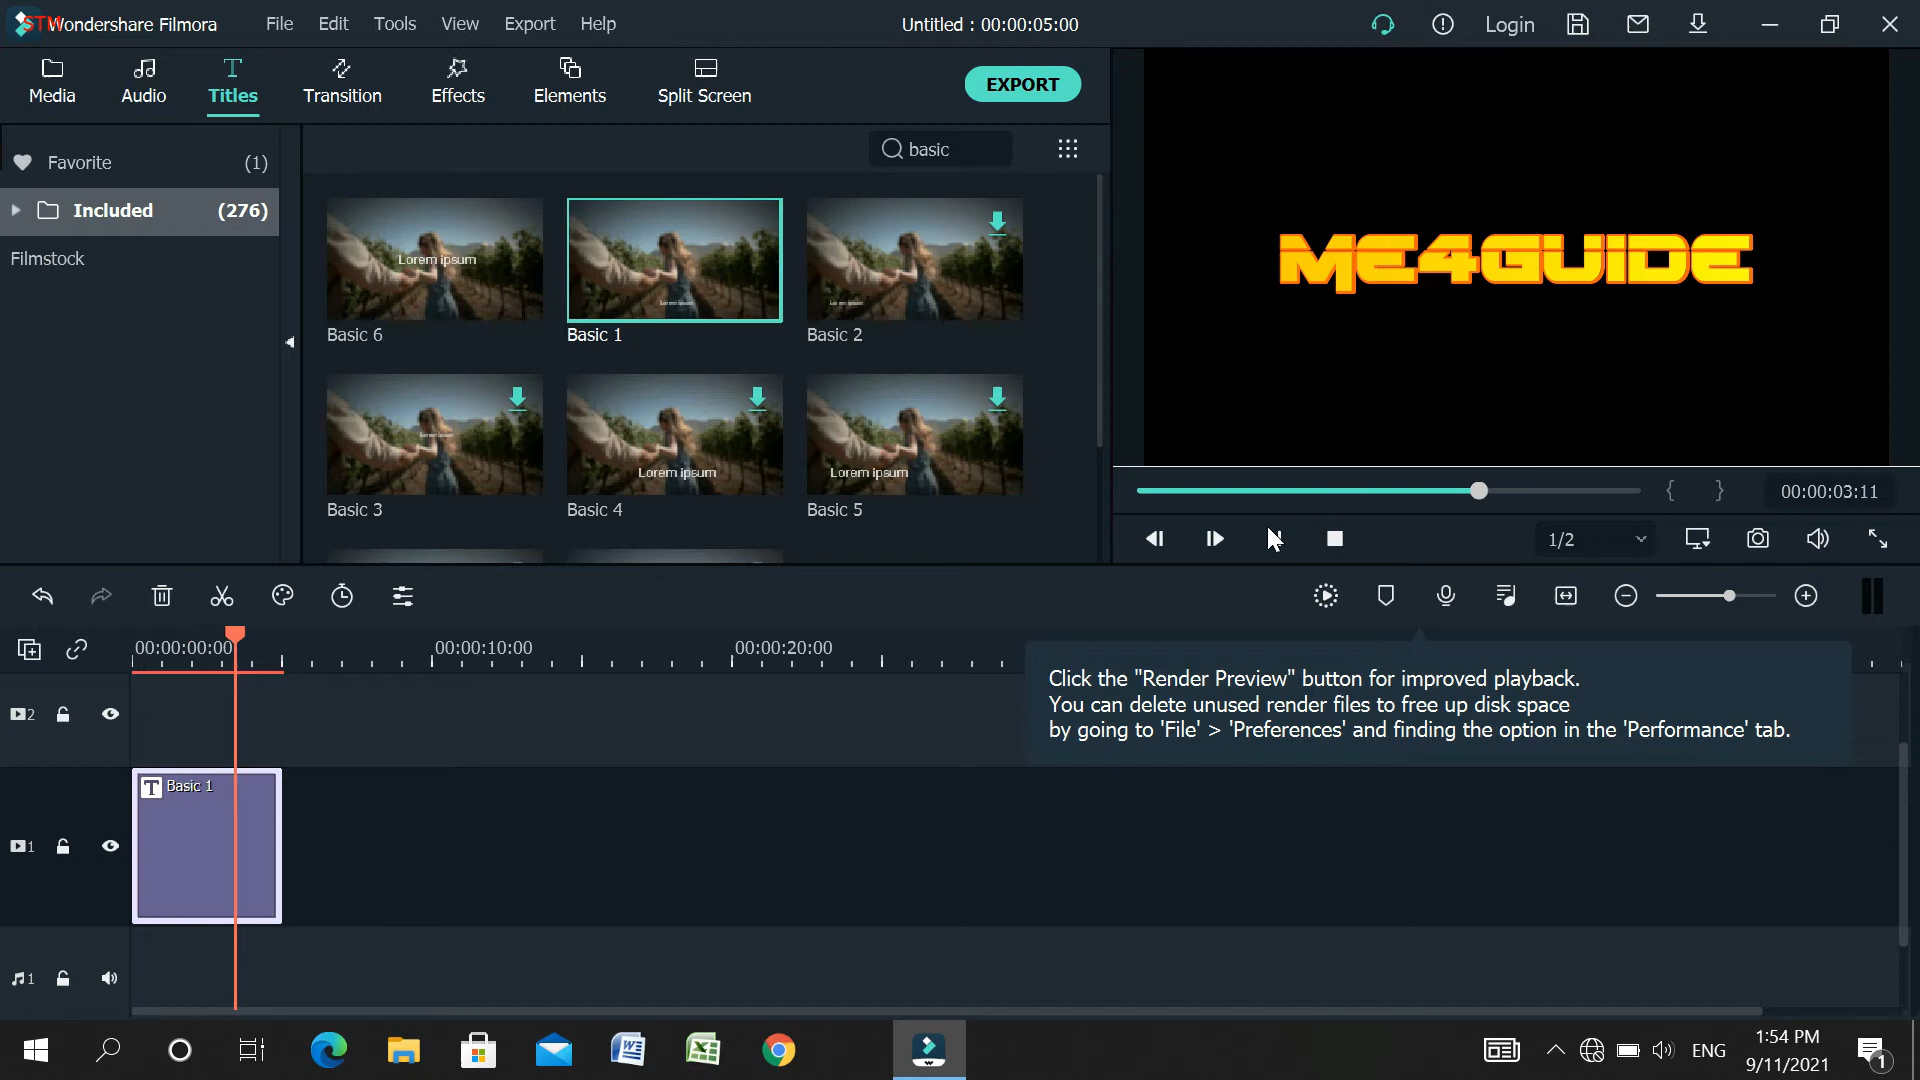 STM
Wondershare Filmora
File Edit Tools View Export Help
Untitled : 00:00:05:00
Login
Media Audio Titles Transition Effects Elements Split Screen
EXPORT
Favorite (1)
Included (276)
Filmstock
basic
Lorem ipsum
Basic 6 Basic 1 Basic 2
Lorem ipsum Lorem ipsum
Basic 3 Basic 4 Basic 5
ME4GUIDE
00:00:03:11
1/2
00:00:00:00 00:00:10:00 00:00:20:00
Click the "Render Preview" button for improved playback.
You can delete unused render files to free up disk space
by going to 'File' > 'Preferences' and finding the option in the 'Performance' tab.
2
T Basic 1
1
1
ENG
1:54 PM
9/11/2021
1